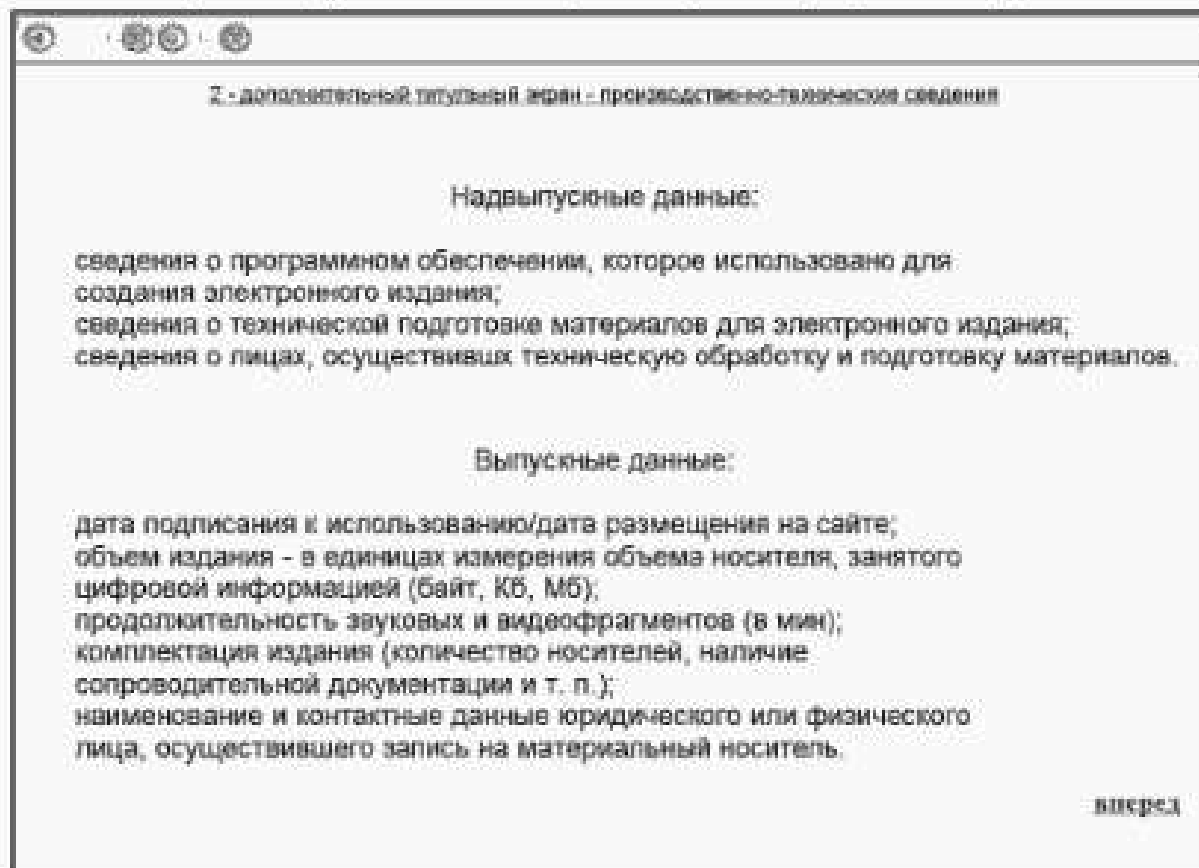 2 - дополнительный титульный экран - производственно-технические сведения
Надвыпускные данные:
сведения о программном обеспечении, которое использовано для
создания электронного издания;
сведения о технической подготовке материалов для электронного издания;
сведения о лицах, осуществивших техническую обработку и подготовку материалов.
Выпускные данные:
дата подписания к использованию/дата размещения на сайте;
объем издания - в единицах измерения объема носителя, занятого
цифровой информацией (байт, Кб, Мб);
продолжительность звуковых и видеофрагментов (в мин);
комплектация издания (количество носителей, наличие
сопроводительной документации и т. п.);
наименование и контактные данные юридического или физического
лица, осуществившего запись на материальный носитель.
вперед